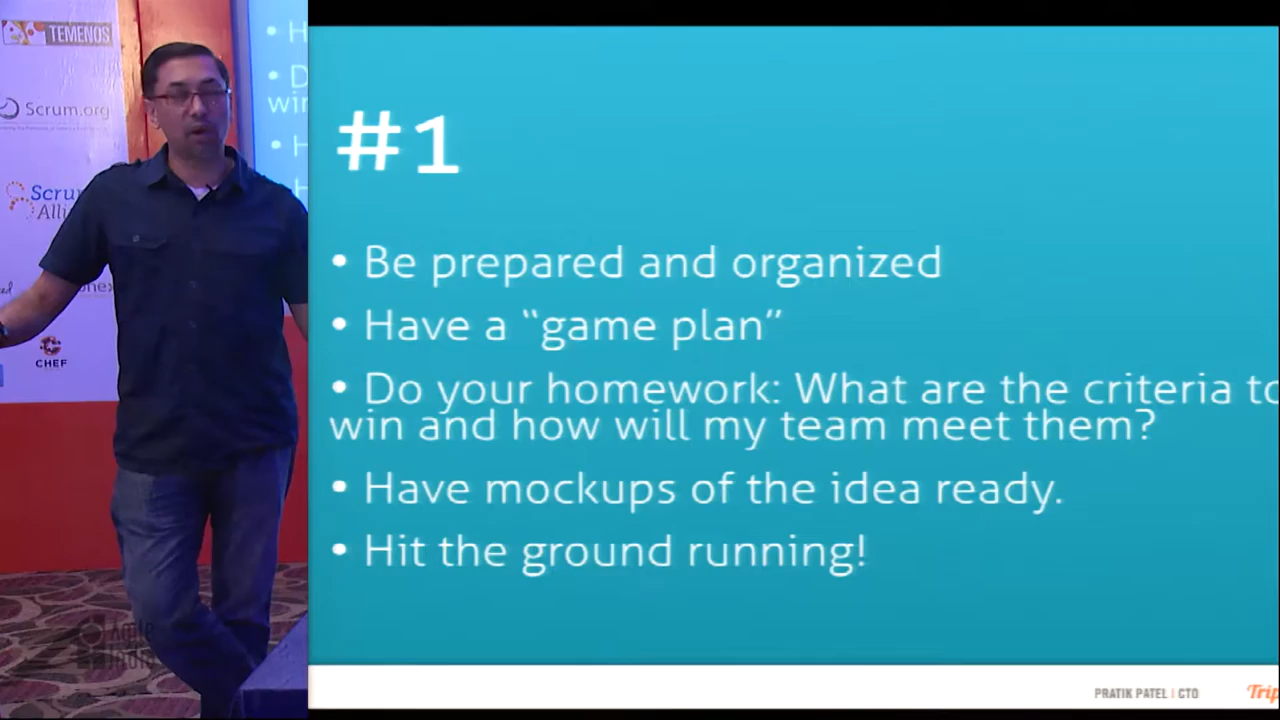 TEMENOS
Scrum.org
CHEF
#1
• Be prepared and organized
• Have a “game plan”
• Do your homework: What are the criteria to
win and how will my team meet them?
• Have mockups of the idea ready.
• Hit the ground running!
PRATIK PATEL | CTO
Trip
Agile
India